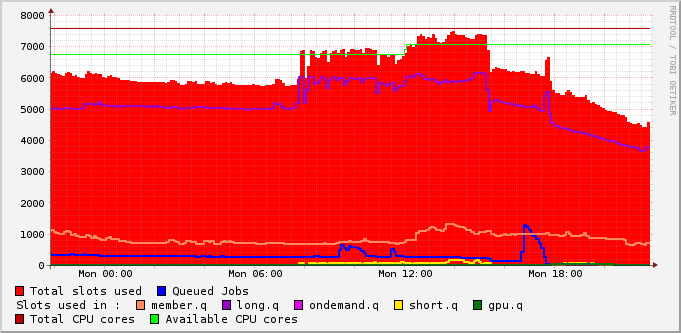 8000
7000
6000
5000
4000
3000
2000
1000
0
Mon 00:00 Mon 06:00 Mon 12:00 Mon 18:00
Total slots used Queued Jobs
Slots used in : member.q long.q ondemand.q short.q gpu.q
Total CPU cores Available CPU cores
RRDTOOL / TOBI OETIKER